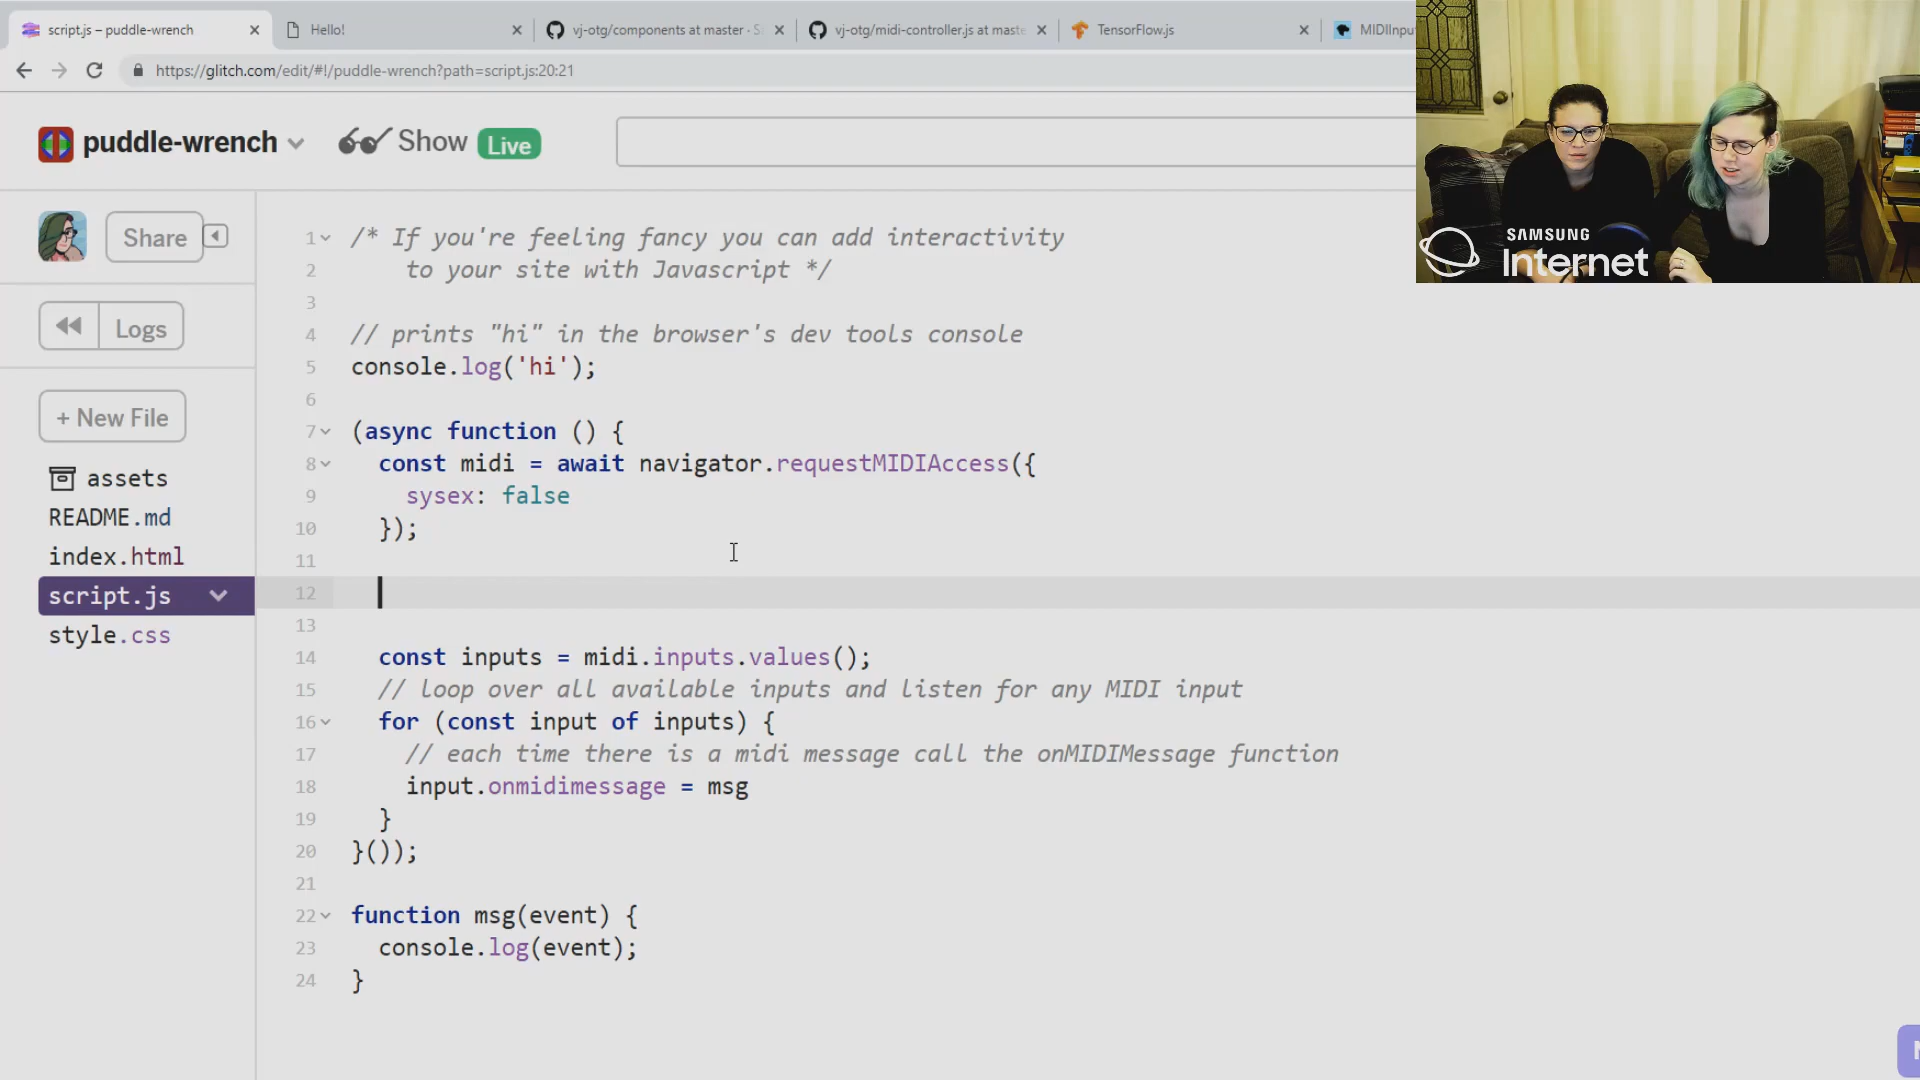 script.js – puddle-wrench
Hello!
vj-otg/components at master · S
vj-otg/midi-controller.js at maste
TensorFlow.js
MIDIInpu
https://glitch.com/edit/#!/puddle-wrench?path=script.js:20:21
puddle-wrench
Show
Live
Share
Logs
+ New File
assets
README.md
index.html
script.js
style.css
SAMSUNG
Internet
1 /* If you're feeling fancy you can add interactivity
2 to your site with Javascript */
3
4 // prints "hi" in the browser's dev tools console
5 console.log('hi');
6
7 (async function () {
8 const midi = await navigator.requestMIDIAccess({
9 sysex: false
10 });
11
12
13
14 const inputs = midi.inputs.values();
15 // loop over all available inputs and listen for any MIDI input
16 for (const input of inputs) {
17 // each time there is a midi message call the onMIDIMessage function
18 input.onmidimessage = msg
19 }
20 }());
21
22 function msg(event) {
23 console.log(event);
24 }